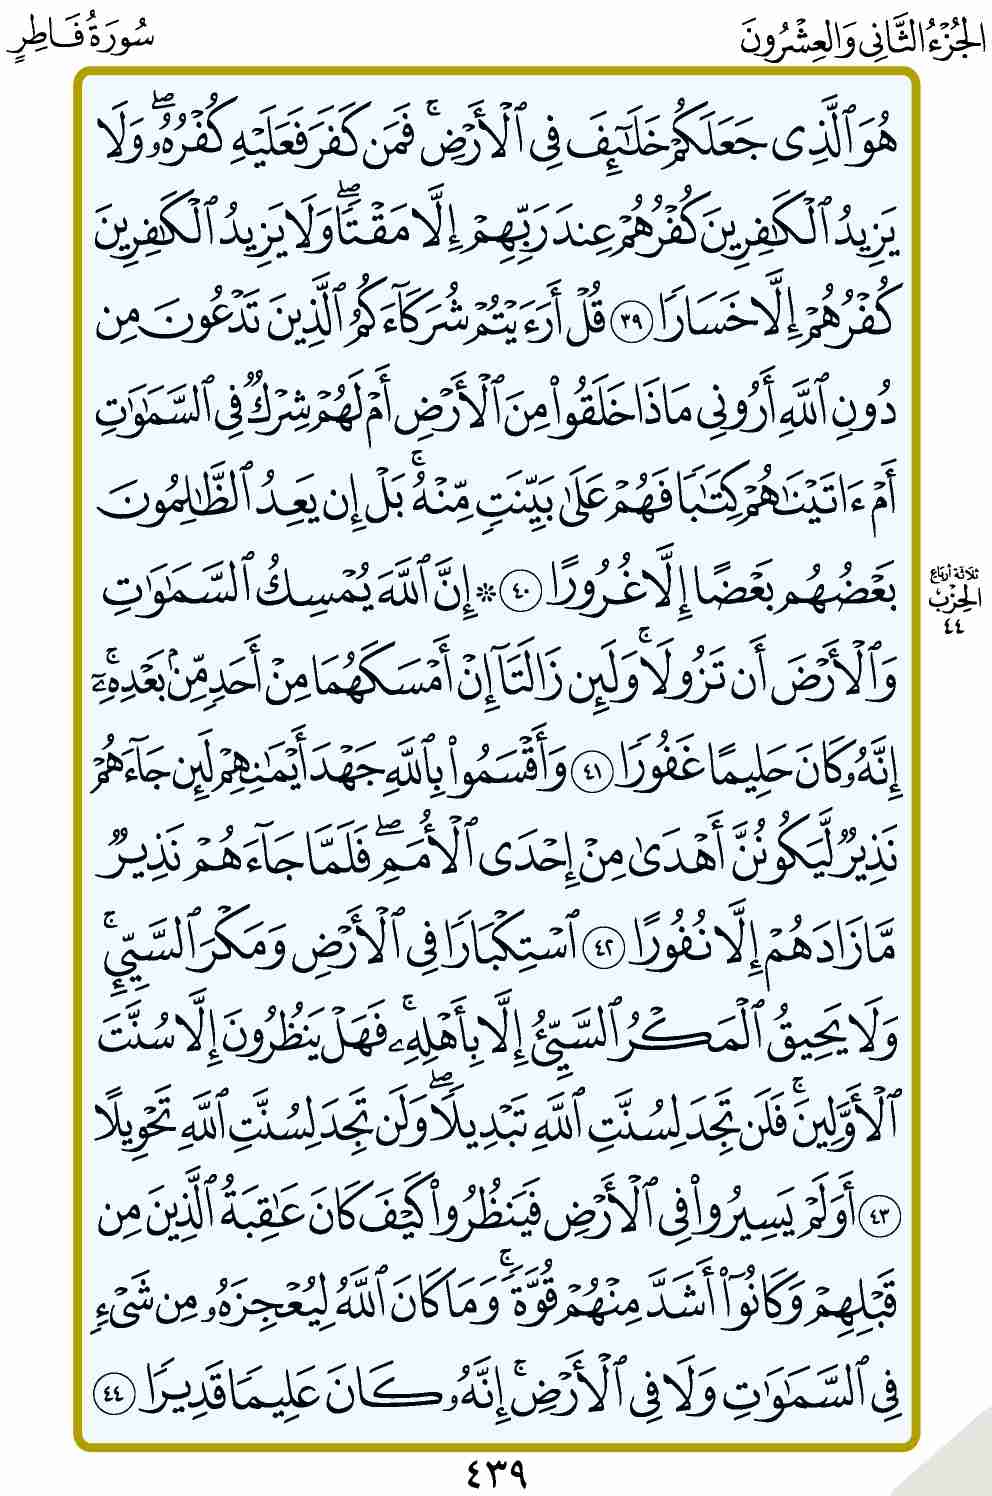 الجُزْءُ الثَّانِي وَالعِشْرُونَ
سُورَةُ فَاطِرٍ
هُوَ ٱلَّذِى جَعَلَكُمْ خَلَٰٓئِفَ فِى ٱلْأَرْضِ ۚ فَمَن كَفَرَ فَعَلَيْهِ كُفْرُهُۥ ۖ وَلَا
يَزِيدُ ٱلْكَٰفِرِينَ كُفْرُهُمْ عِندَ رَبِّهِمْ إِلَّا مَقْتًا ۖ وَلَا يَزِيدُ ٱلْكَٰفِرِينَ
كُفْرُهُمْ إِلَّا خَسَارًا ٣٩ قُلْ أَرَءَيْتُمْ شُرَكَآءَكُمُ ٱلَّذِينَ تَدْعُونَ مِن
دُونِ ٱللَّهِ أَرُونِى مَاذَا خَلَقُوا۟ مِنَ ٱلْأَرْضِ أَمْ لَهُمْ شِرْكٌ فِى ٱلسَّمَٰوَٰتِ
أَمْ ءَاتَيْنَٰهُمْ كِتَٰبًا فَهُمْ عَلَىٰ بَيِّنَتٍ مِّنْهُ ۚ بَلْ إِن يَعِدُ ٱلظَّٰلِمُونَ
بَعْضُهُم بَعْضًا إِلَّا غُرُورًا ٤٠ ۞ إِنَّ ٱللَّهَ يُمْسِكُ ٱلسَّمَٰوَٰتِ
ثَلَاثَةُ أَرْبَاعِ
الحِزْب
٤٤
وَٱلْأَرْضَ أَن تَزُولَا ۚ وَلَئِن زَالَتَآ إِنْ أَمْسَكَهُمَا مِنْ أَحَدٍ مِّنۢ بَعْدِهِۦٓ ۚ
إِنَّهُۥ كَانَ حَلِيمًا غَفُورًا ٤١ وَأَقْسَمُوا۟ بِٱللَّهِ جَهْدَ أَيْمَٰنِهِمْ لَئِن جَآءَهُمْ
نَذِيرٌ لَّيَكُونُنَّ أَهْدَىٰ مِنْ إِحْدَى ٱلْأُمَمِ ۖ فَلَمَّا جَآءَهُمْ نَذِيرٌ
مَّا زَادَهُمْ إِلَّا نُفُورًا ٤٢ ٱسْتِكْبَارًا فِى ٱلْأَرْضِ وَمَكْرَ ٱلسَّيِّئِ ۚ
وَلَا يَحِيقُ ٱلْمَكْرُ ٱلسَّيِّئُ إِلَّا بِأَهْلِهِۦ ۚ فَهَلْ يَنظُرُونَ إِلَّا سُنَّتَ
ٱلْأَوَّلِينَ ۚ فَلَن تَجِدَ لِسُنَّتِ ٱللَّهِ تَبْدِيلًا ۖ وَلَن تَجِدَ لِسُنَّتِ ٱللَّهِ تَحْوِيلًا
٤٣ أَوَلَمْ يَسِيرُوا۟ فِى ٱلْأَرْضِ فَيَنظُرُوا۟ كَيْفَ كَانَ عَٰقِبَةُ ٱلَّذِينَ مِن
قَبْلِهِمْ وَكَانُوٓا۟ أَشَدَّ مِنْهُمْ قُوَّةً ۚ وَمَا كَانَ ٱللَّهُ لِيُعْجِزَهُۥ مِن شَىْءٍ
فِى ٱلسَّمَٰوَٰتِ وَلَا فِى ٱلْأَرْضِ ۚ إِنَّهُۥ كَانَ عَلِيمًا قَدِيرًا ٤٤
٤٣٩